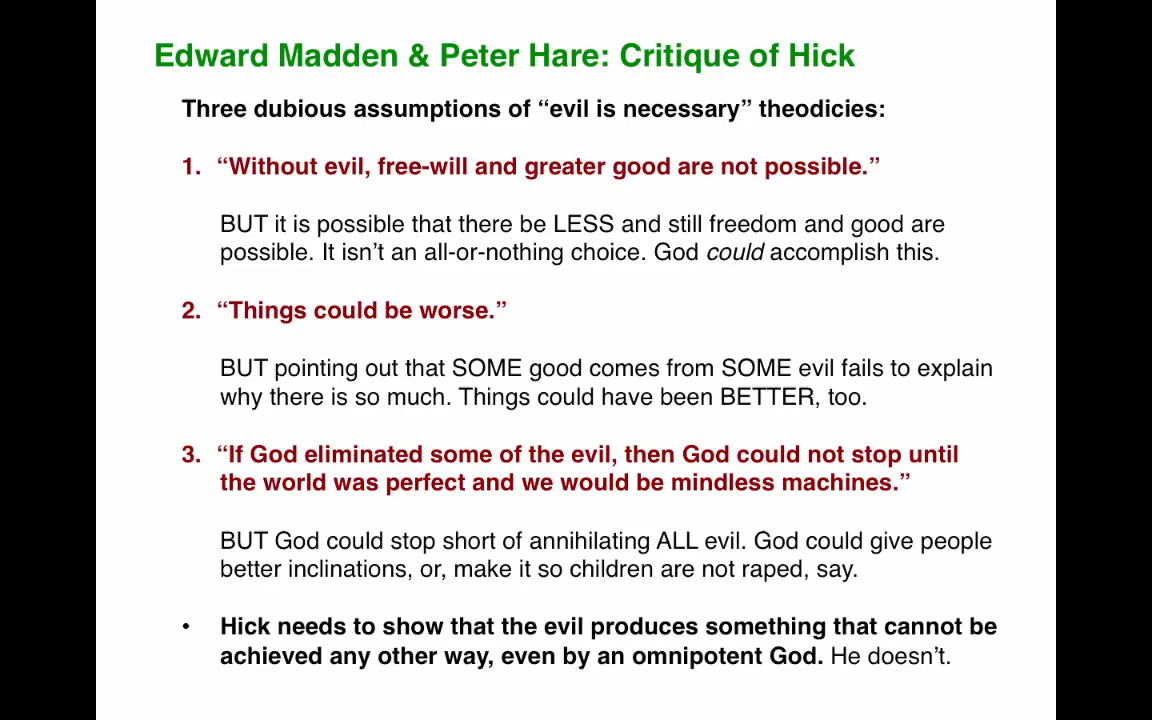 Edward Madden & Peter Hare: Critique of Hick
Three dubious assumptions of “evil is necessary” theodicies:
1. “Without evil, free-will and greater good are not possible.”
BUT it is possible that there be LESS and still freedom and good are
possible. It isn’t an all-or-nothing choice. God could accomplish this.
2. “Things could be worse.”
BUT pointing out that SOME good comes from SOME evil fails to explain
why there is so much. Things could have been BETTER, too.
3. “If God eliminated some of the evil, then God could not stop until
the world was perfect and we would be mindless machines.”
BUT God could stop short of annihilating ALL evil. God could give people
better inclinations, or, make it so children are not raped, say.
• Hick needs to show that the evil produces something that cannot be
achieved any other way, even by an omnipotent God. He doesn’t.